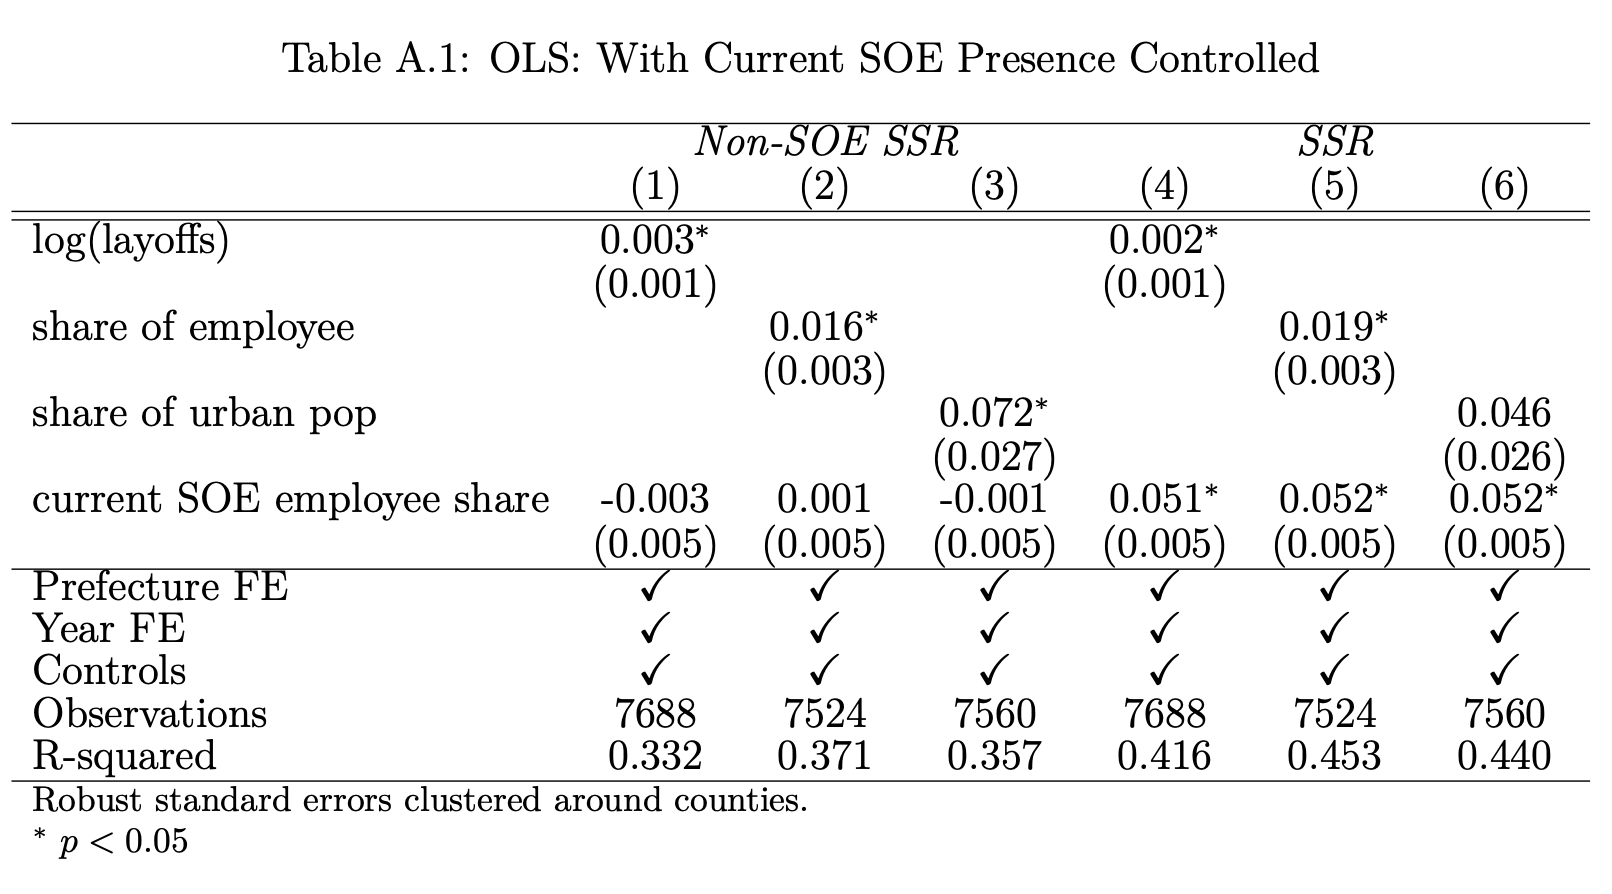 Table A.1: OLS: With Current SOE Presence Controlled
Non-SOE SSR SSR
(1) (2) (3) (4) (5) (6)
log(layoffs) 0.003* 0.002*
(0.001) (0.001)
share of employee 0.016* 0.019*
(0.003) (0.003)
share of urban pop 0.072* 0.046
(0.027) (0.026)
current SOE employee share -0.003 0.001 -0.001 0.051* 0.052* 0.052*
(0.005) (0.005) (0.005) (0.005) (0.005) (0.005)
Prefecture FE ✓ ✓ ✓ ✓ ✓ ✓
Year FE ✓ ✓ ✓ ✓ ✓ ✓
Controls ✓ ✓ ✓ ✓ ✓ ✓
Observations 7688 7524 7560 7688 7524 7560
R-squared 0.332 0.371 0.357 0.416 0.453 0.440
Robust standard errors clustered around counties.
* p < 0.05